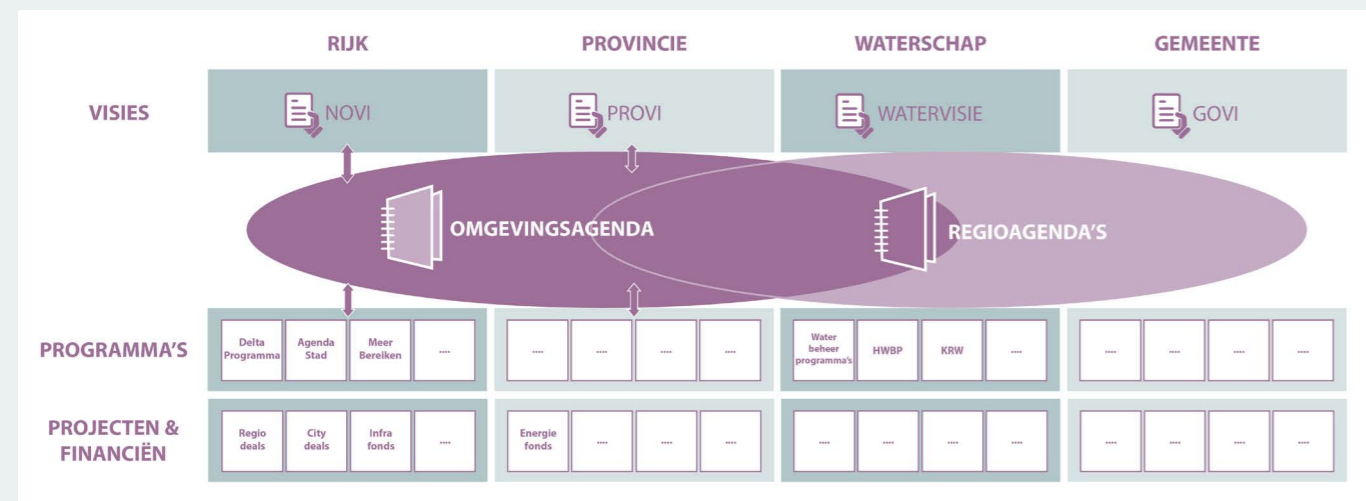 RIJK PROVINCIE WATERSCHAP GEMEENTE
VISIES
NOVI PROVI WATERVISIE GOVI
OMGEVINGSAGENDA REGIOAGENDA'S
PROGRAMMA'S
Delta
Programma
Agenda
Stad
Meer
Bereiken
....
.... .... .... ....
Water
beheer
programma's
HWBP
KRW
....
.... .... .... ....
PROJECTEN &
FINANCIËN
Regio
deals
City
deals
Infra
fonds
....
Energie
fonds
.... .... ....
.... .... .... ....
.... .... .... ....